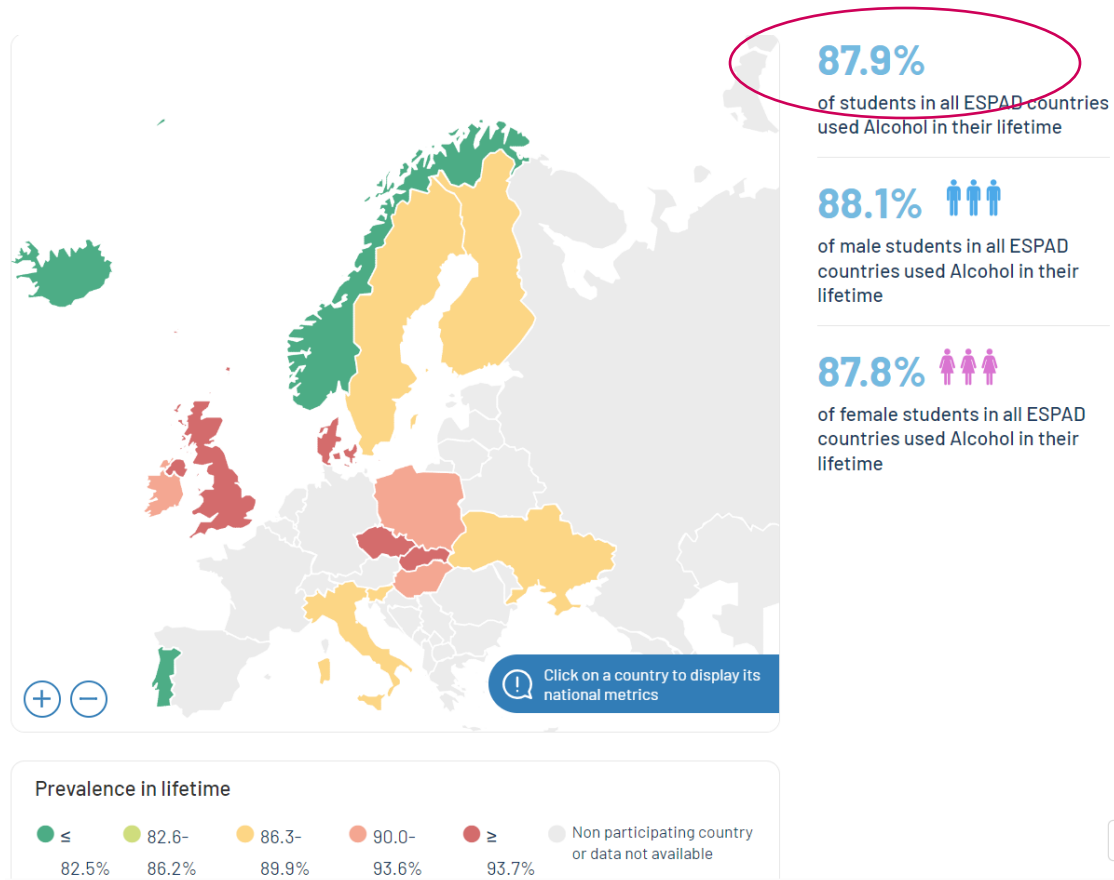 87.9%
of students in all ESPAD countries
used Alcohol in their lifetime
88.1%
of male students in all ESPAD
countries used Alcohol in their
lifetime
87.8%
of female students in all ESPAD
countries used Alcohol in their
lifetime
Click on a country to display its
national metrics
Prevalence in lifetime
≤
82.5%
82.6-
86.2%
86.3-
89.9%
90.0-
93.6%
≥
93.7%
Non participating country
or data not available